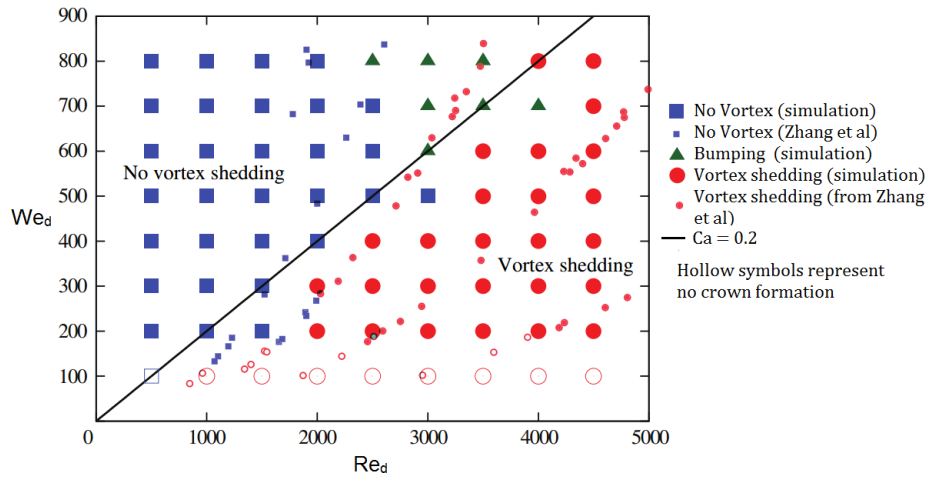 900
800
700
600
500
400
300
200
100
0
1000
2000
3000
4000
5000
We_d
Re_d
No vortex shedding
Vortex shedding
No Vortex (simulation)
No Vortex (Zhang et al)
Bumping (simulation)
Vortex shedding (simulation)
Vortex shedding (from Zhang
et al)
Ca = 0.2
Hollow symbols represent
no crown formation